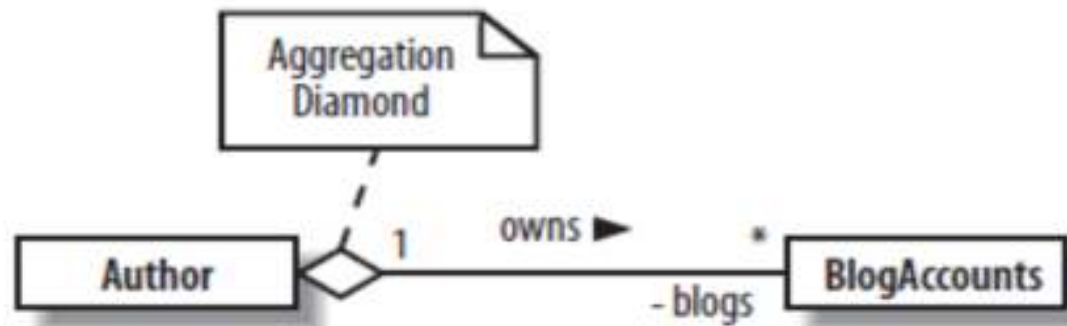 Aggregation
Diamond
owns ►
1
*
Author
BlogAccounts
- blogs